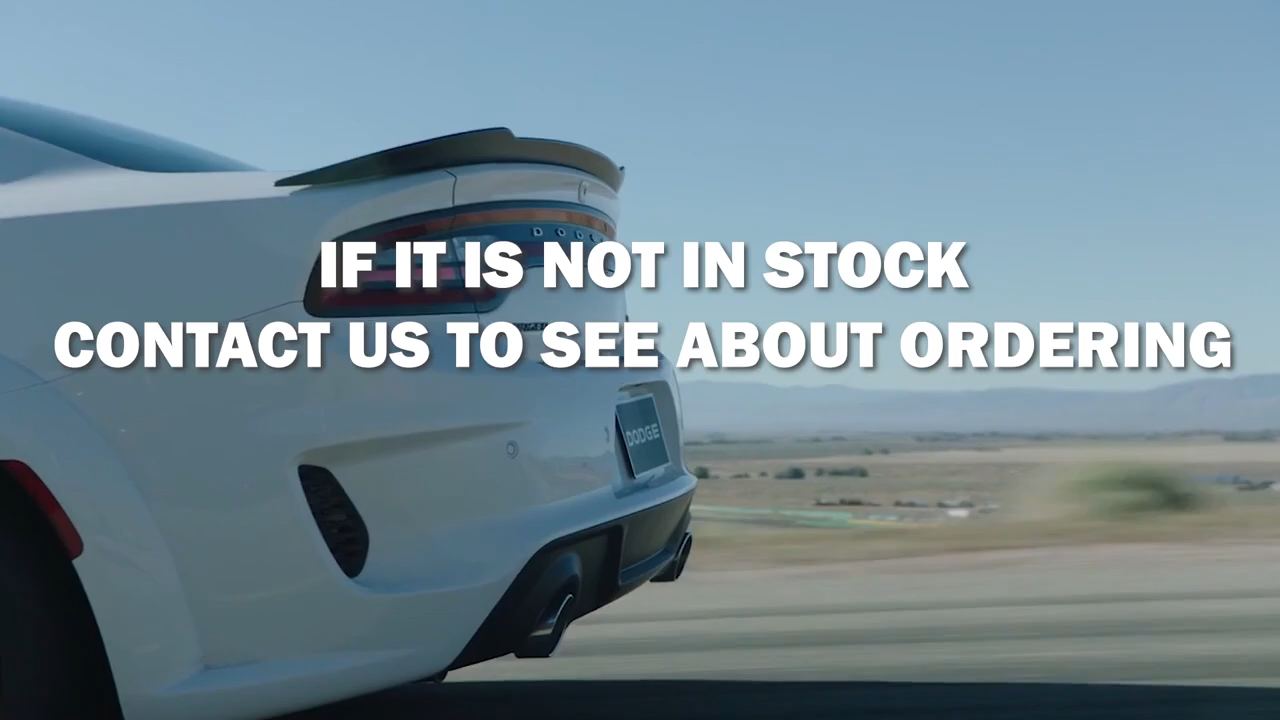 IF IT IS NOT IN STOCK
CONTACT US TO SEE ABOUT ORDERING
DODGE